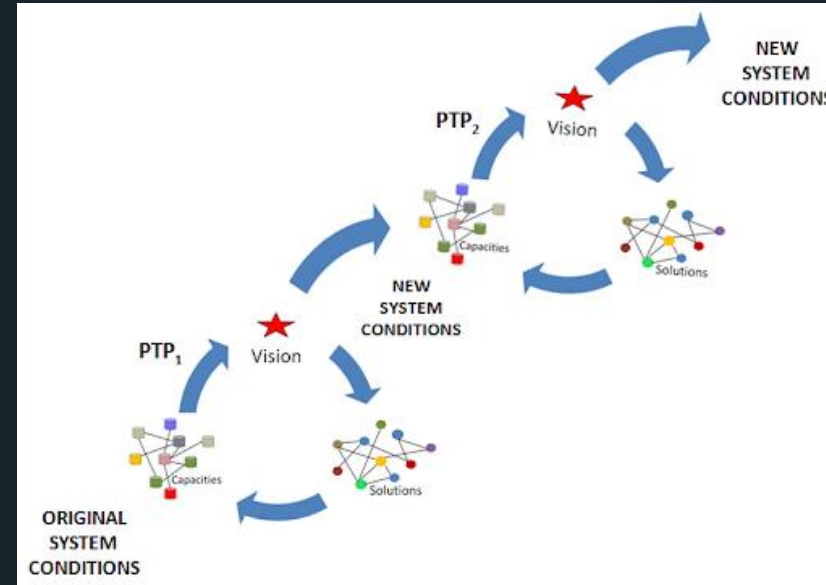 NEW
SYSTEM
CONDITIONS
PTP2
Vision
Capacities
Solutions
NEW
SYSTEM
CONDITIONS
PTP1
Vision
Capacities
Solutions
ORIGINAL
SYSTEM
CONDITIONS